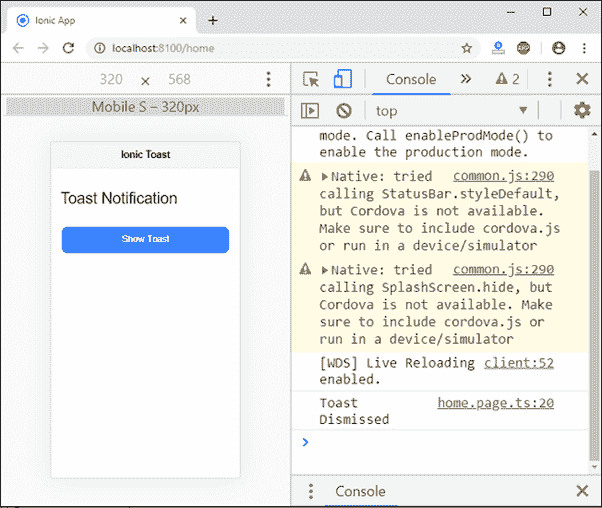 Ionic App
localhost:8100/home
ABP
320 x 568
Mobile S – 320px
Ionic Toast
Toast Notification
Show Toast
Console
2
top
mode. Call enableProdMode() to
enable the production mode.
Native: tried common.js:290
calling StatusBar.styleDefault,
but Cordova is not available.
Make sure to include cordova.js
or run in a device/simulator
Native: tried common.js:290
calling SplashScreen.hide, but
Cordova is not available. Make
sure to include cordova.js or
run in a device/simulator
[WDS] Live Reloading client:52
enabled.
Toast home.page.ts:20
Dismissed
Console